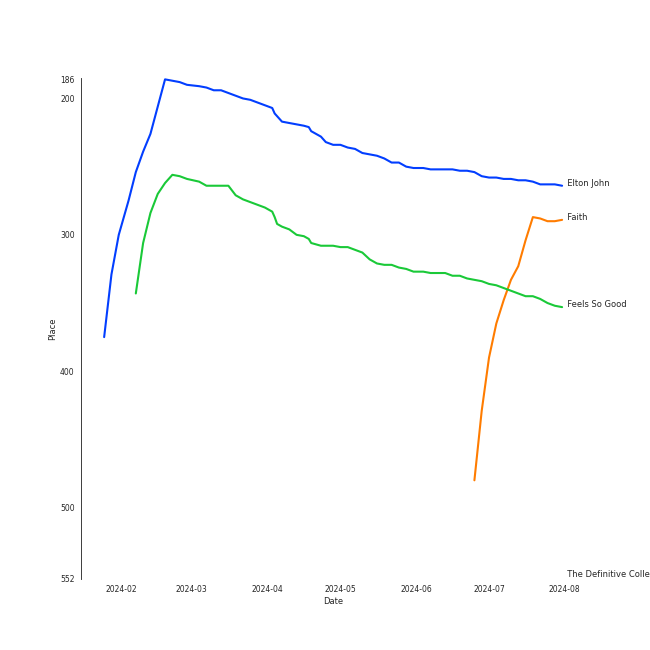 186
200
300
400
500
552
Place
2024-02
2024-03
2024-04
2024-05
2024-06
2024-07
2024-08
Date
Elton John
Faith
Feels So Good
The Definitive Colle